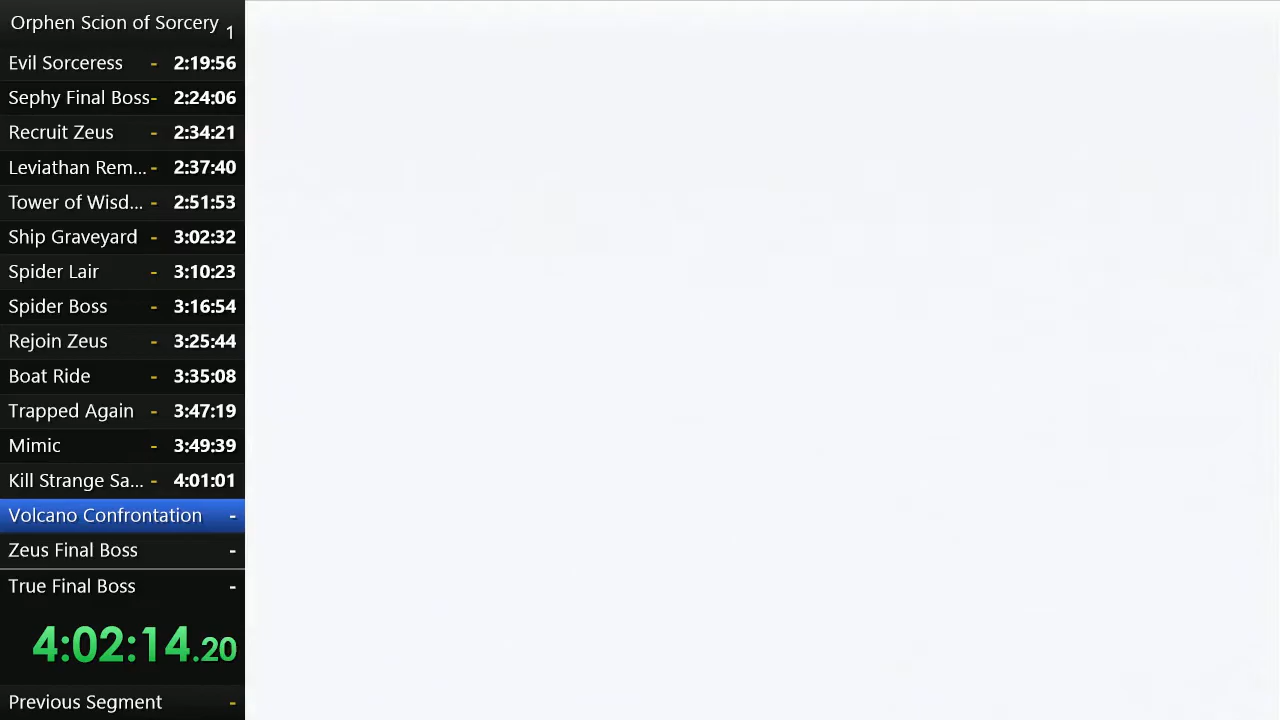 Orphen Scion of Sorcery 1
Evil Sorceress - 2:19:56
Sephy Final Boss- 2:24:06
Recruit Zeus - 2:34:21
Leviathan Rem... - 2:37:40
Tower of Wisd... - 2:51:53
Ship Graveyard - 3:02:32
Spider Lair - 3:10:23
Spider Boss - 3:16:54
Rejoin Zeus - 3:25:44
Boat Ride - 3:35:08
Trapped Again - 3:47:19
Mimic - 3:49:39
Kill Strange Sa... - 4:01:01
Volcano Confrontation -
Zeus Final Boss -
True Final Boss -
4:02:14.20
Previous Segment -